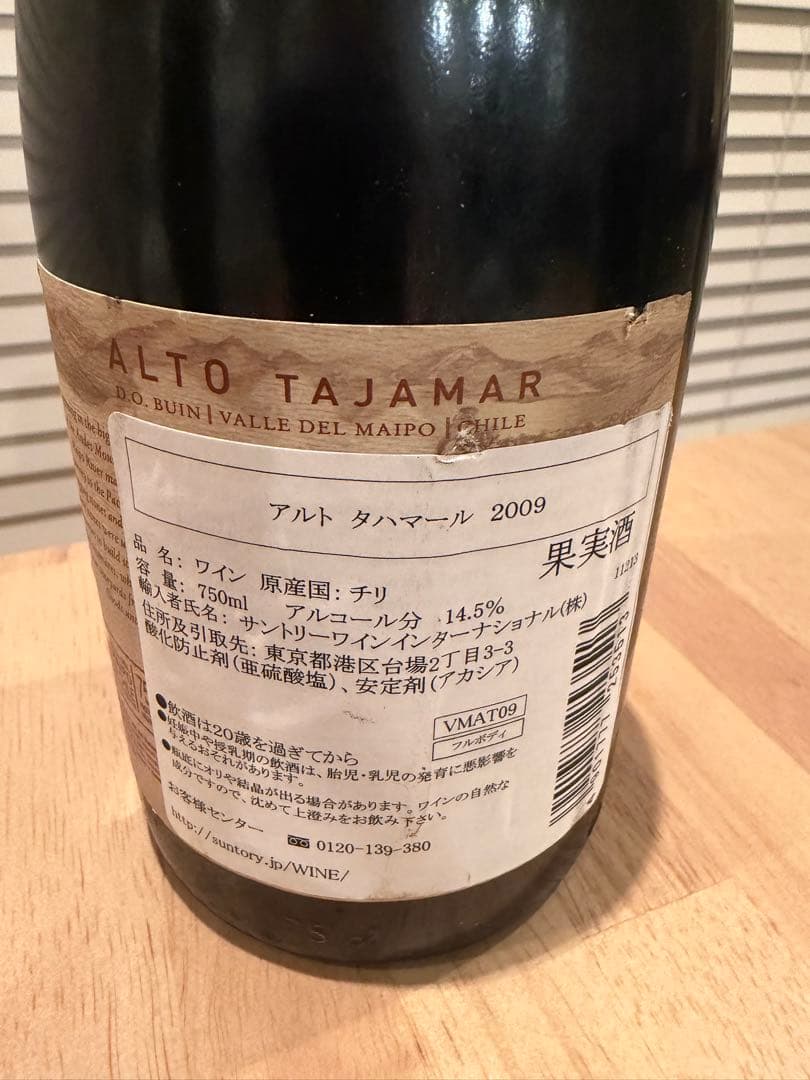 ALTO TAJAMAR
D.O. BUIN | VALLE DEL MAIPO | CHILE
アルト タハマール 2009
果実酒
11213
品 名: ワイン 原産国: チリ
容 量: 750ml アルコール分 14.5%
輸入者氏名: サントリーワインインターナショナル(株)
住所及引取先: 東京都港区台場2丁目3-3
酸化防止剤(亜硫酸塩)、安定剤(アカシア)
VMAT09
フルボディ
●飲酒は20歳を過ぎてから
●妊娠中や授乳期の飲酒は、胎児・乳児の発育に悪影響を
与えるおそれがあります。
●瓶底にオリや結晶が出る場合があります。ワインの自然な
成分ですので、沈めて上澄みをお飲み下さい。
お客様センター 0120-139-380
http://suntory.jp/WINE/